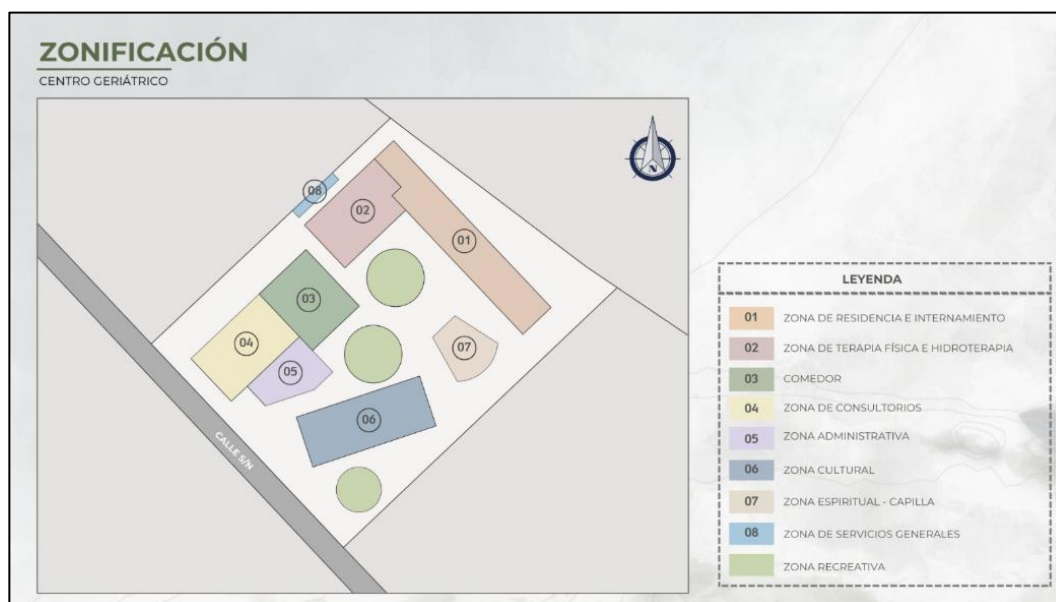 ZONIFICACIÓN
CENTRO GERIÁTRICO
N
08
02
01
03
04
05
07
06
CALLE S/N
LEYENDA
01 ZONA DE RESIDENCIA E INTERNAMIENTO
02 ZONA DE TERAPIA FÍSICA E HIDROTERAPIA
03 COMEDOR
04 ZONA DE CONSULTORIOS
05 ZONA ADMINISTRATIVA
06 ZONA CULTURAL
07 ZONA ESPIRITUAL - CAPILLA
08 ZONA DE SERVICIOS GENERALES
ZONA RECREATIVA